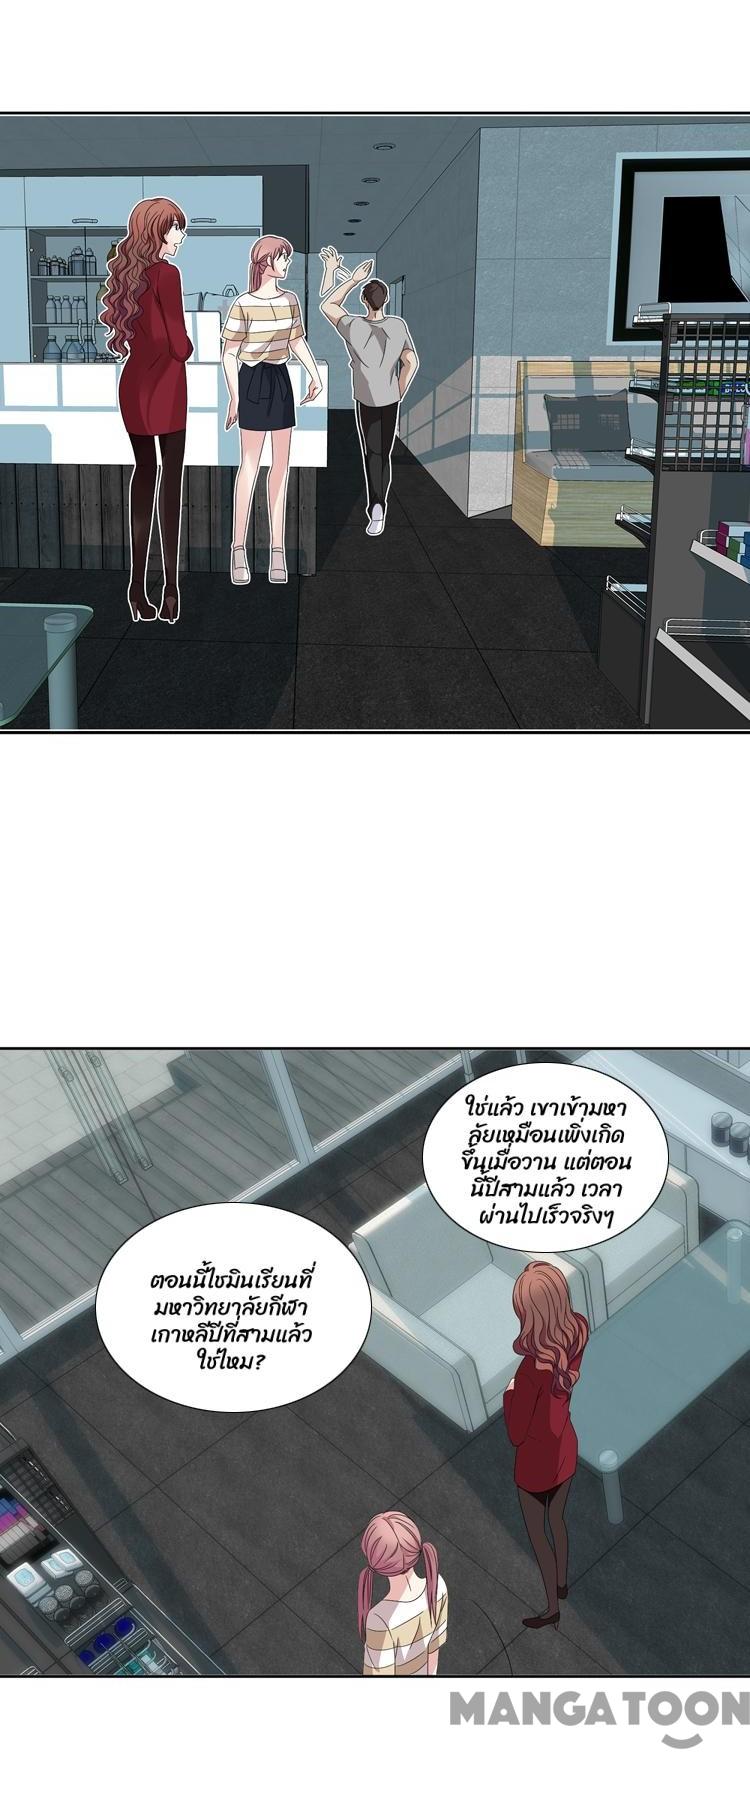 ใช่แล้ว เขาเข้ามหา
ลัยเหมือนเพิ่งเกิด
ขึ้นเมื่อวาน แต่ตอน
นี้ปีสามแล้ว เวลา
ผ่านไปเร็วจริงๆ
ตอนนี้ไชมินเรียนที่
มหาวิทยาลัยกีฬา
เกาหลีปีที่สามแล้ว
ใช่ไหม?
MANGATOON